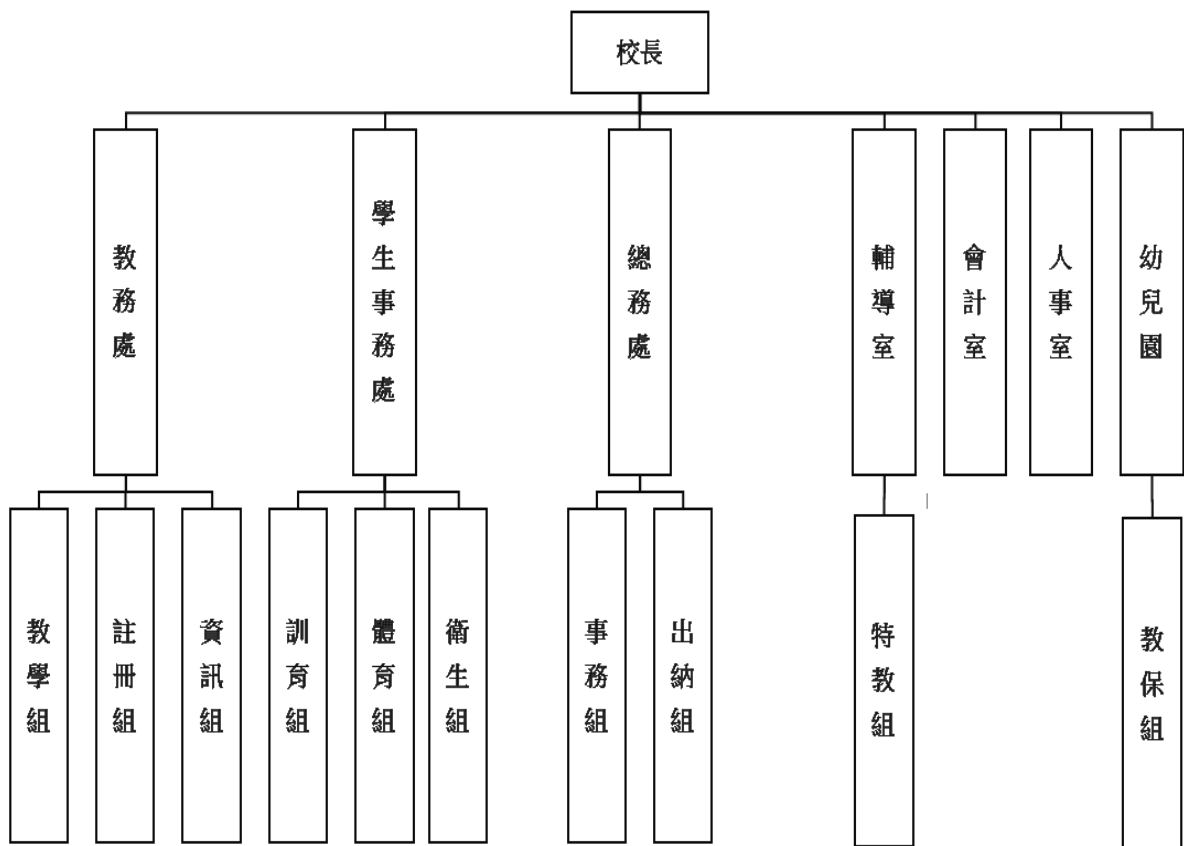 校長
教務處
學生事務處
總務處
輔導室
會計室
人事室
幼兒園
教學組
註冊組
資訊組
訓育組
體育組
衛生組
事務組
出納組
特教組
教保組